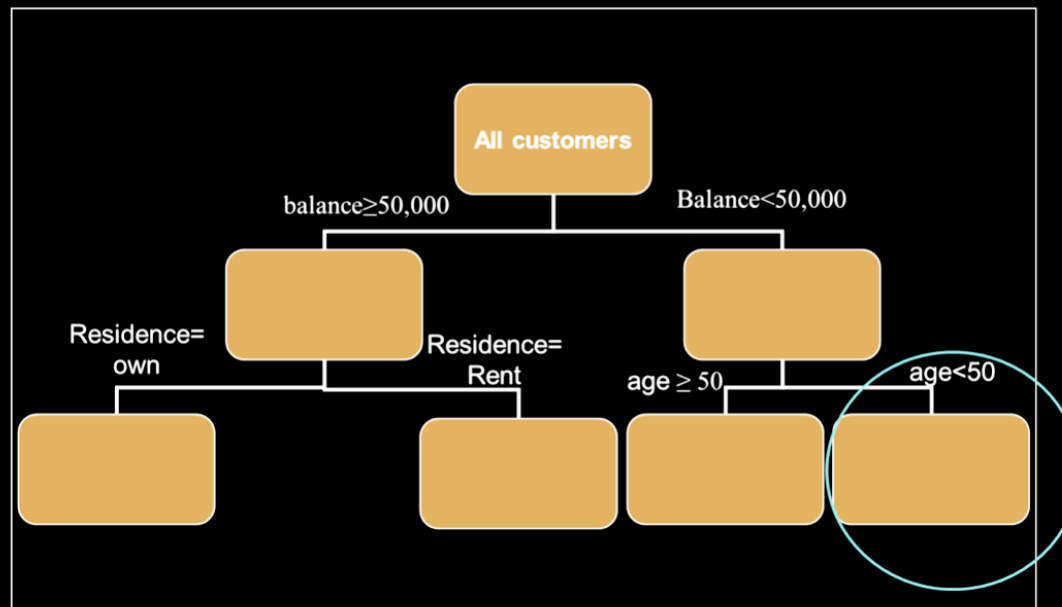 All customers
balance≥50,000
Balance<50,000
Residence=
own
Residence=
Rent
age ≥ 50
age<50